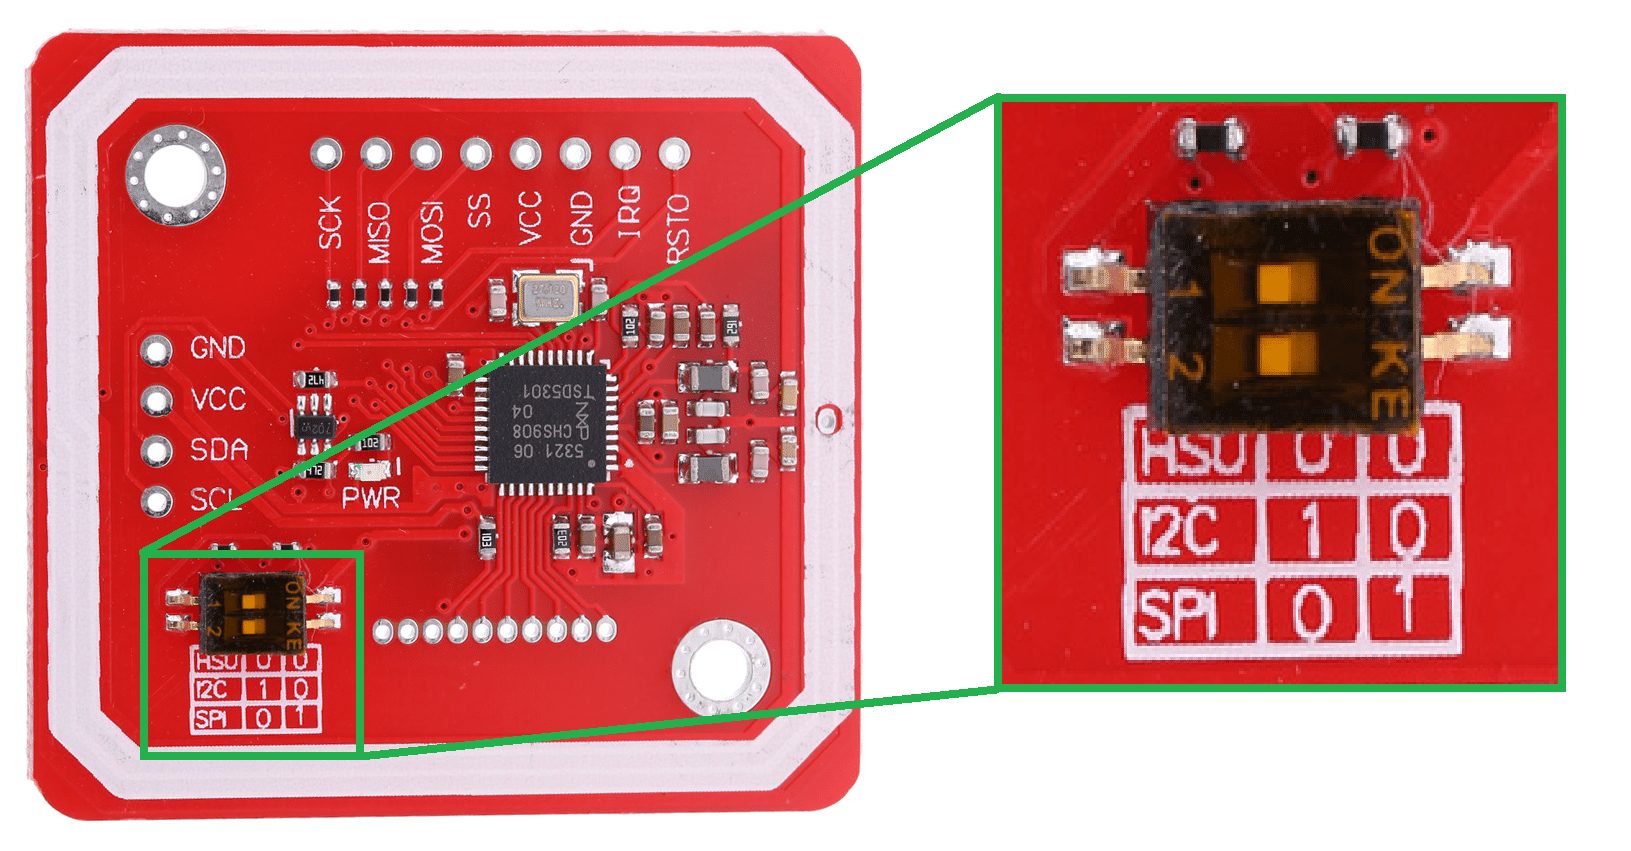 SCK
MISO
MOSI
SS
VCC
GND
IRQ
RSTO
GND
VCC
SDA
SCL
PWR
102
103
TSD5301
04
NXP
CHS908
5321 06
ON KE
1
2
HSU 0 0
I2C 1 0
SPI 0 1
ON KE
1
2
HSU 0 0
I2C 1 0
SPI 0 1